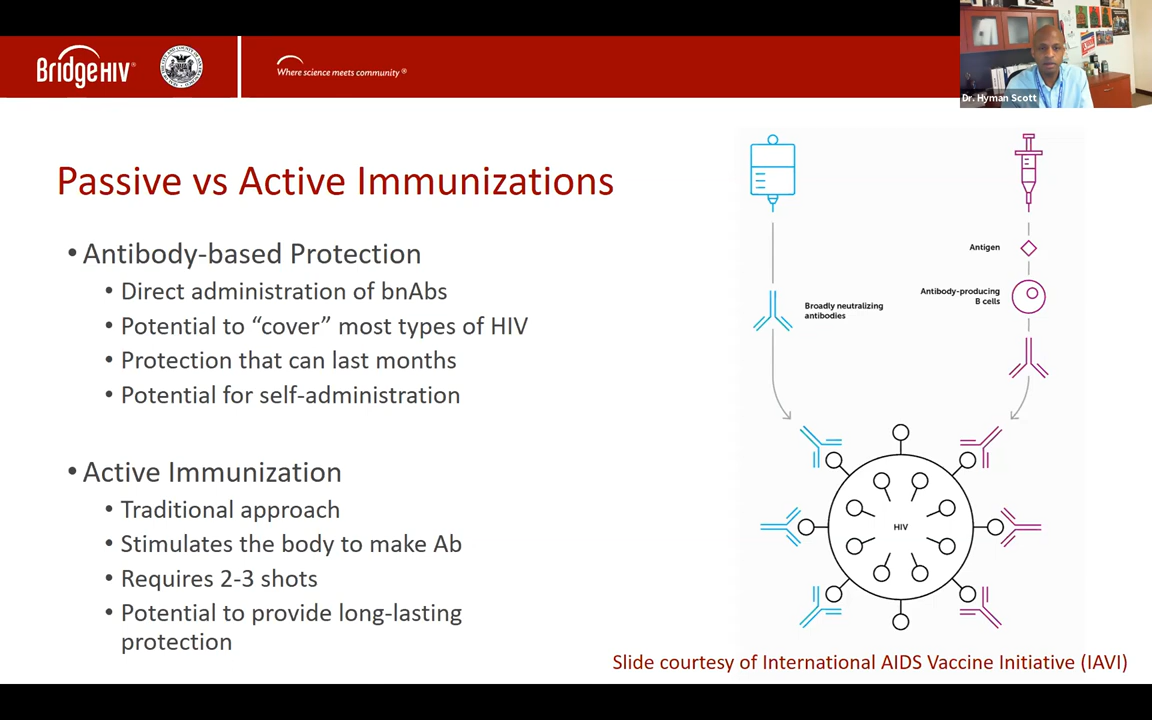 BridgeHIV®
Where science meets community®
Dr. Hyman Scott
Passive vs Active Immunizations
• Antibody-based Protection
• Direct administration of bnAbs
• Potential to “cover” most types of HIV
• Protection that can last months
• Potential for self-administration
• Active Immunization
• Traditional approach
• Stimulates the body to make Ab
• Requires 2-3 shots
• Potential to provide long-lasting
protection
Broadly neutralizing
antibodies
Antigen
Antibody-producing
B cells
HIV
Slide courtesy of International AIDS Vaccine Initiative (IAVI)